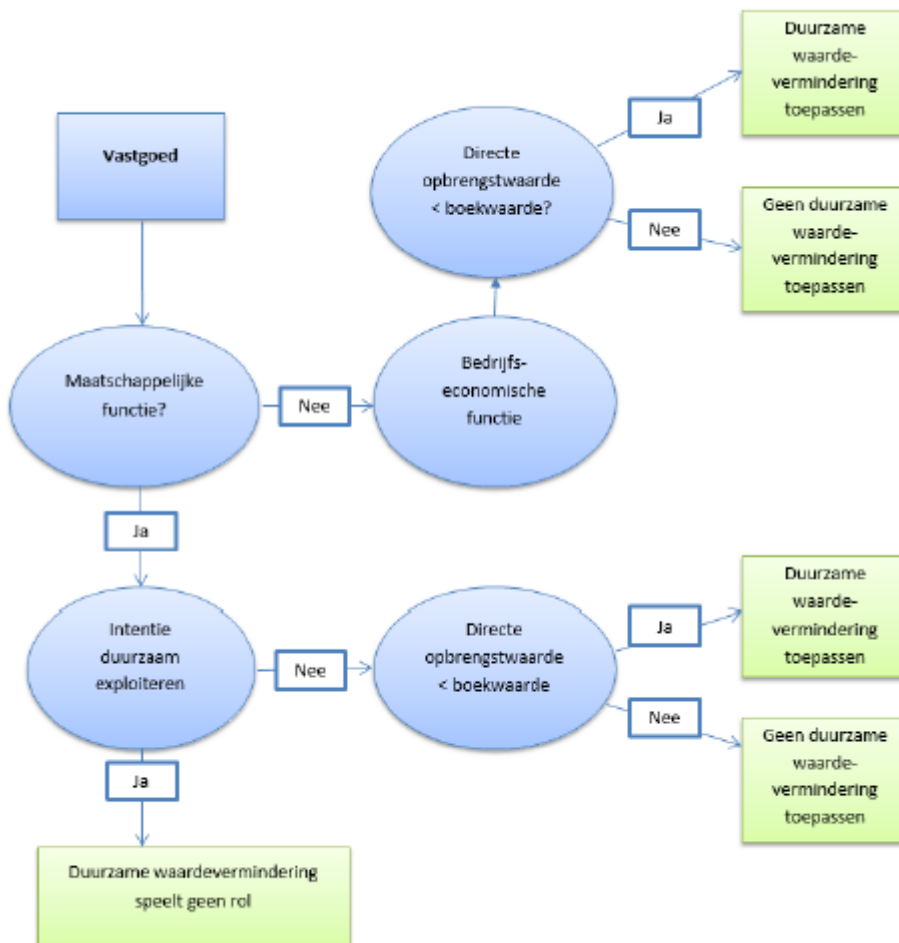 Duurzame
waarde-
vermindering
toepassen
Ja
Vastgoed
Directe
opbrengstwaarde
< boekwaarde?
Nee
Geen duurzame
waarde-
vermindering
toepassen
Maatschappelijke
functie?
Nee
Bedrijfs-
economische
functie
Ja
Intentie
duurzaam
exploiteren
Nee
Directe
opbrengstwaarde
< boekwaarde
Ja
Duurzame
waarde-
vermindering
toepassen
Nee
Geen duurzame
waarde-
vermindering
toepassen
Ja
Duurzame waardevermindering
speelt geen rol